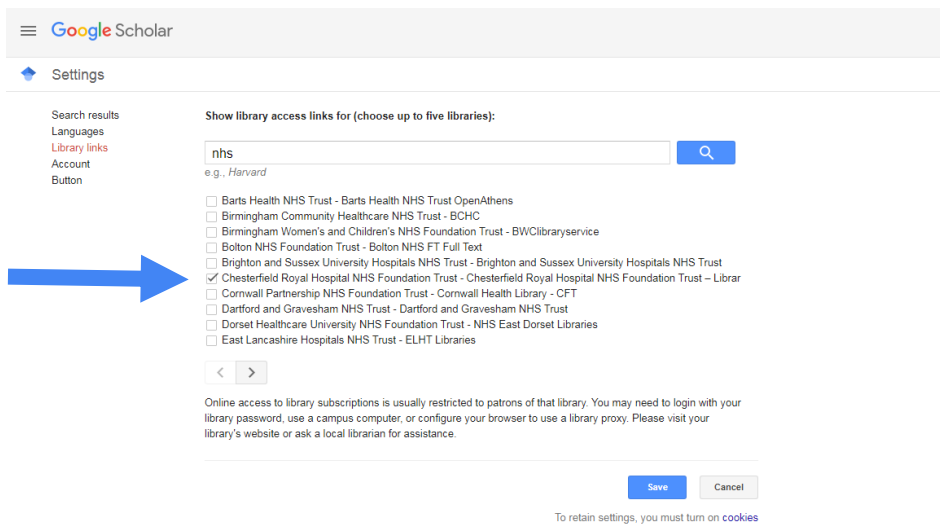 Google Scholar
Settings
Search results
Languages
Library links
Account
Button
Show library access links for (choose up to five libraries):
nhs
e.g., Harvard
Barts Health NHS Trust - Barts Health NHS Trust OpenAthens
Birmingham Community Healthcare NHS Trust - BCHC
Birmingham Women's and Children's NHS Foundation Trust - BWClibraryservice
Bolton NHS Foundation Trust - Bolton NHS FT Full Text
Brighton and Sussex University Hospitals NHS Trust - Brighton and Sussex University Hospitals NHS Trust
Chesterfield Royal Hospital NHS Foundation Trust - Chesterfield Royal Hospital NHS Foundation Trust – Librar
Cornwall Partnership NHS Foundation Trust - Cornwall Health Library - CFT
Dartford and Gravesham NHS Trust - Dartford and Gravesham NHS Trust
Dorset Healthcare University NHS Foundation Trust - NHS East Dorset Libraries
East Lancashire Hospitals NHS Trust - ELHT Libraries
Online access to library subscriptions is usually restricted to patrons of that library. You may need to login with your
library password, use a campus computer, or configure your browser to use a library proxy. Please visit your
library's website or ask a local librarian for assistance.
Save
Cancel
To retain settings, you must turn on cookies